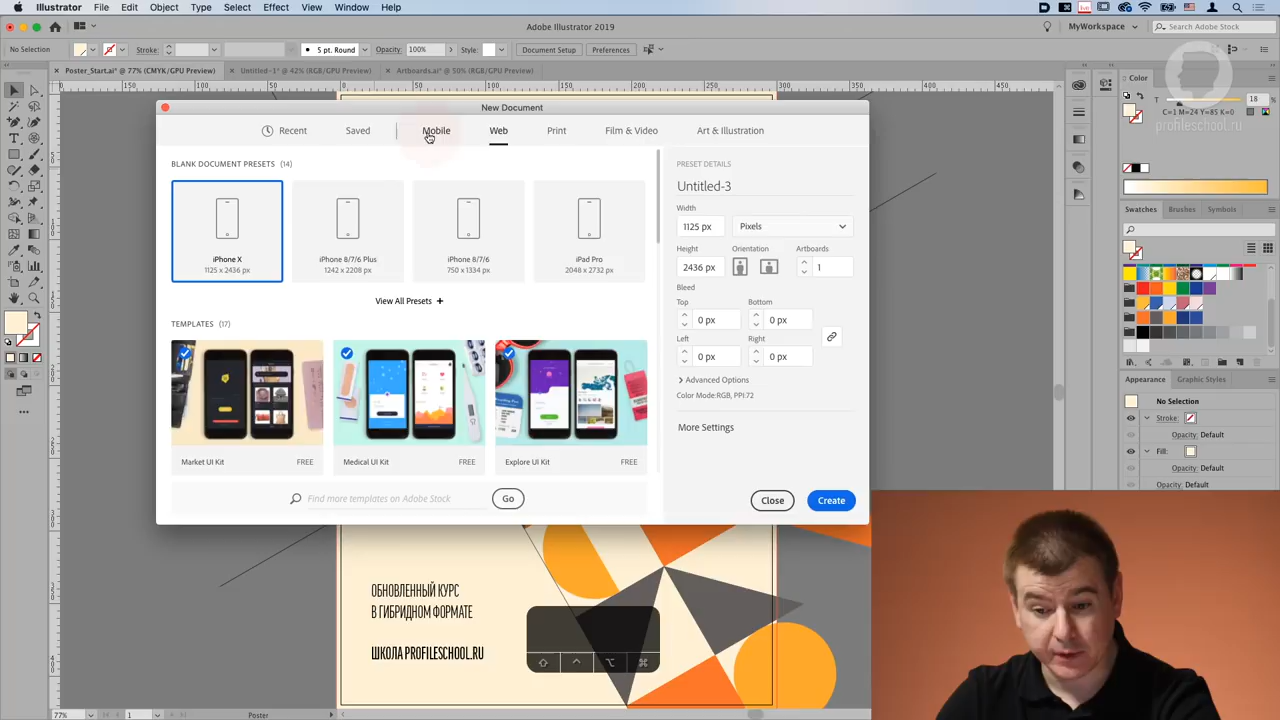 Illustrator File Edit Object Type Select Effect View Window Help
Adobe Illustrator 2019
MyWorkspace
Search Adobe Stock
No Selection
Stroke:
5 pt. Round
Opacity: 100%
Style:
Document Setup
Preferences
Poster_Start.ai* @ 77% (CMYK/GPU Preview)
Untitled-1* @ 42% (RGB/GPU Preview)
Artboards.ai* @ 50% (RGB/GPU Preview)
New Document
Recent
Saved
Mobile
Web
Print
Film & Video
Art & Illustration
BLANK DOCUMENT PRESETS (14)
iPhone X
1125 x 2436 px
iPhone 8/7/6 Plus
1242 x 2208 px
iPhone 8/7/6
750 x 1334 px
iPad Pro
2048 x 2732 px
View All Presets +
TEMPLATES (17)
Market UI Kit FREE
Medical UI Kit FREE
Explore UI Kit FREE
Find more templates on Adobe Stock
Go
PRESET DETAILS
Untitled-3
Width
1125 px
Pixels
Height
Orientation
Artboards
2436 px
1
Bleed
Top
Bottom
0 px
0 px
Left
Right
0 px
0 px
Advanced Options
Color Mode:RGB, PPI:72
More Settings
Close
Create
Color
T
18
%
C=1 M=24 Y=85 K=0
profileschool.ru
Swatches
Brushes
Symbols
Appearance
Graphic Styles
No Selection
Stroke:
Opacity: Default
Fill:
Opacity: Default
Opacity: Default
ОБНОВЛЕННЫЙ КУРС
В ГИБРИДНОМ ФОРМАТЕ
ШКОЛА PROFILESCHOOL.RU
77%
1
Poster